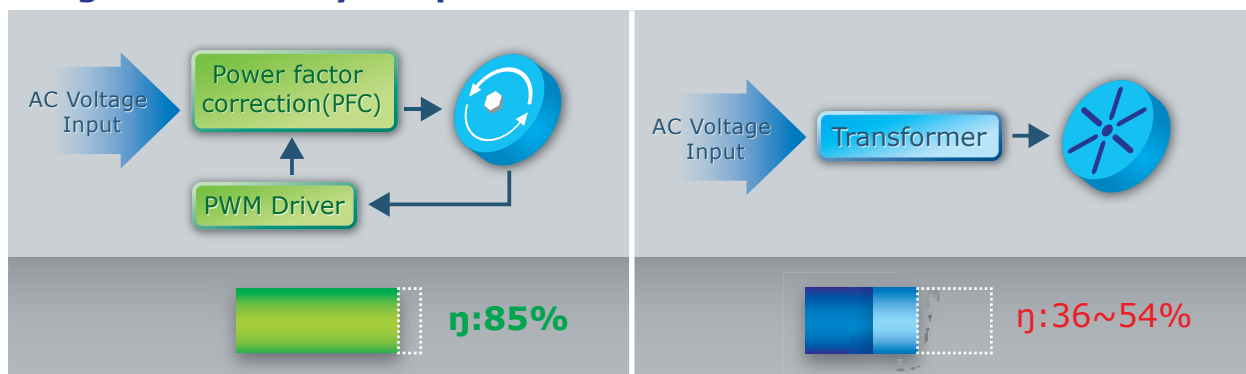 AC Voltage
Input
Power factor
correction(PFC)
PWM Driver
ŋ:85%
AC Voltage
Input
Transformer
ŋ:36~54%